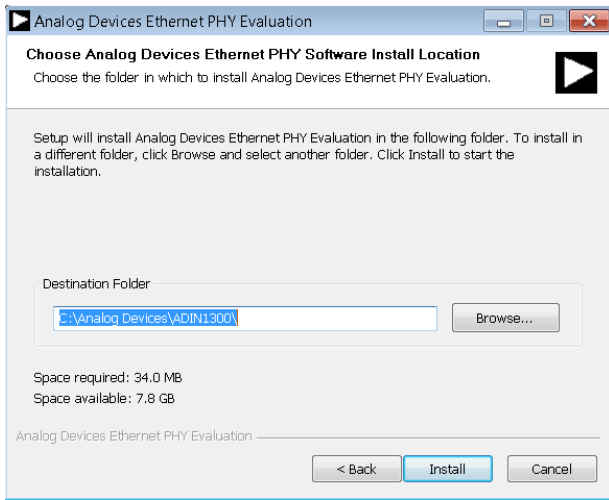 Analog Devices Ethernet PHY Evaluation
Choose Analog Devices Ethernet PHY Software Install Location
Choose the folder in which to install Analog Devices Ethernet PHY Evaluation.
Setup will install Analog Devices Ethernet PHY Evaluation in the following folder. To install in
a different folder, click Browse and select another folder. Click Install to start the
installation.
Destination Folder
C:\Analog Devices\ADIN1300\
Browse...
Space required: 34.0 MB
Space available: 7.8 GB
Analog Devices Ethernet PHY Evaluation
< Back
Install
Cancel